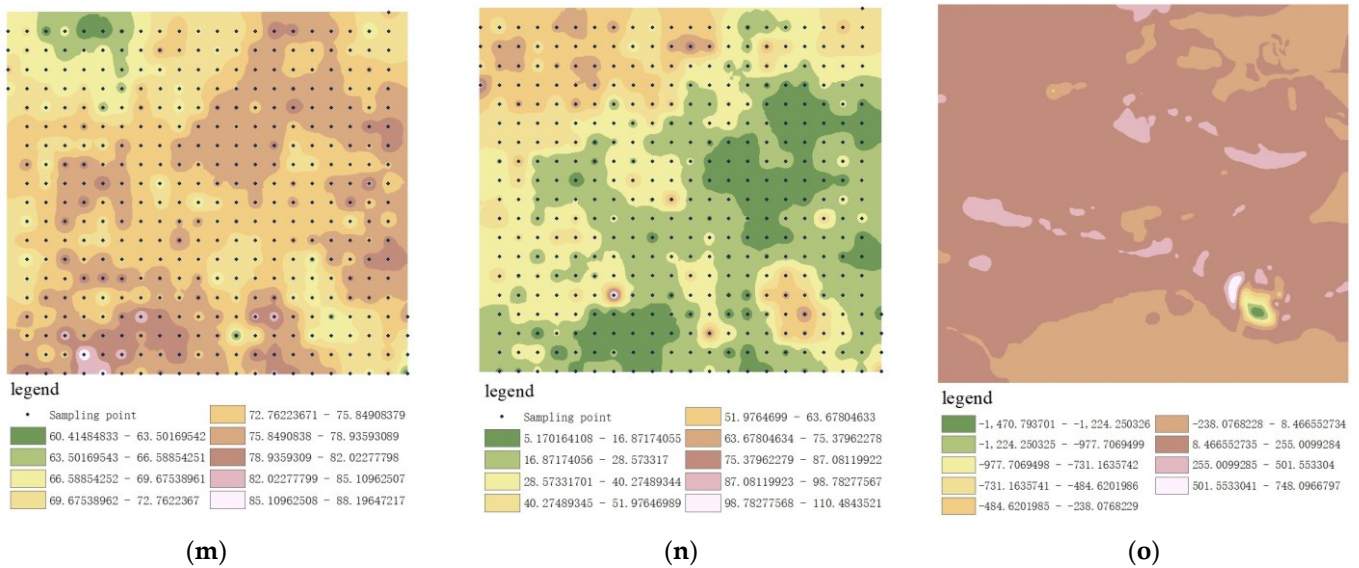 legend
Sampling point
60.41484833 - 63.50169542
63.50169543 - 66.58854251
66.58854252 - 69.67538961
69.67538962 - 72.7622367
72.76223671 - 75.84908379
75.8490838 - 78.93593089
78.9359309 - 82.02277798
82.02277799 - 85.10962507
85.10962508 - 88.19647217
(m)
legend
Sampling point
5.170164108 - 16.87174055
16.87174056 - 28.573317
28.57331701 - 40.27489344
40.27489345 - 51.97646989
51.9764699 - 63.67804633
63.67804634 - 75.37962278
75.37962279 - 87.08119922
87.08119923 - 98.78277567
98.78277568 - 110.4843521
(n)
legend
-1,470.793701 - -1,224.250326
-1,224.250325 - -977.7069499
-977.7069498 - -731.1635742
-731.1635741 - -484.6201986
-484.6201985 - -238.0768229
-238.0768228 - 8.466552734
8.466552735 - 255.0099284
255.0099285 - 501.553304
501.5533041 - 748.0966797
(o)